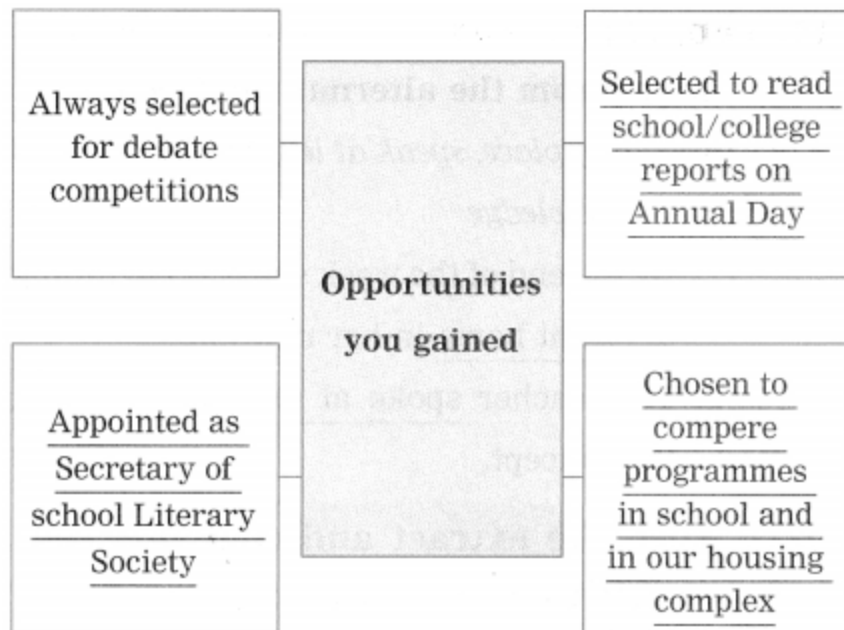 Always selected
for debate
competitions
Selected to read
school/college
reports on
Annual Day
Opportunities
you gained
Appointed as
Secretary of
school Literary
Society
Chosen to
compere
programmes
in school and
in our housing
complex